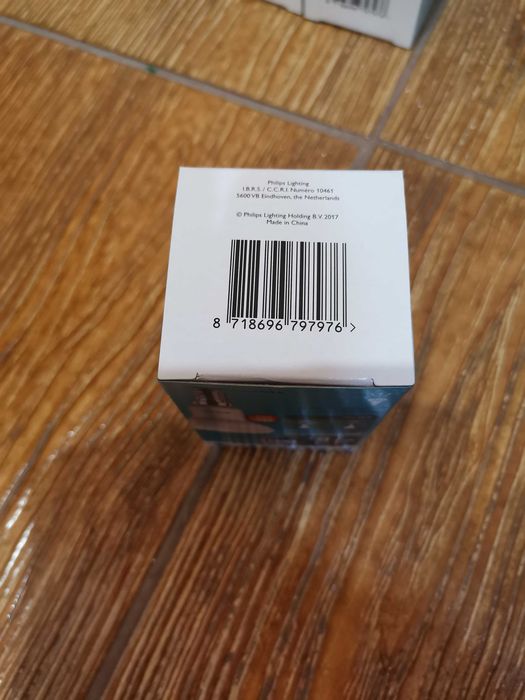 Philips Lighting
I.B.R.S. / C.C.R.I. Numéro 10461
5600 VB Eindhoven, the Netherlands
© Philips Lighting Holding B.V. 2017
Made in China
8 718696 797976 >